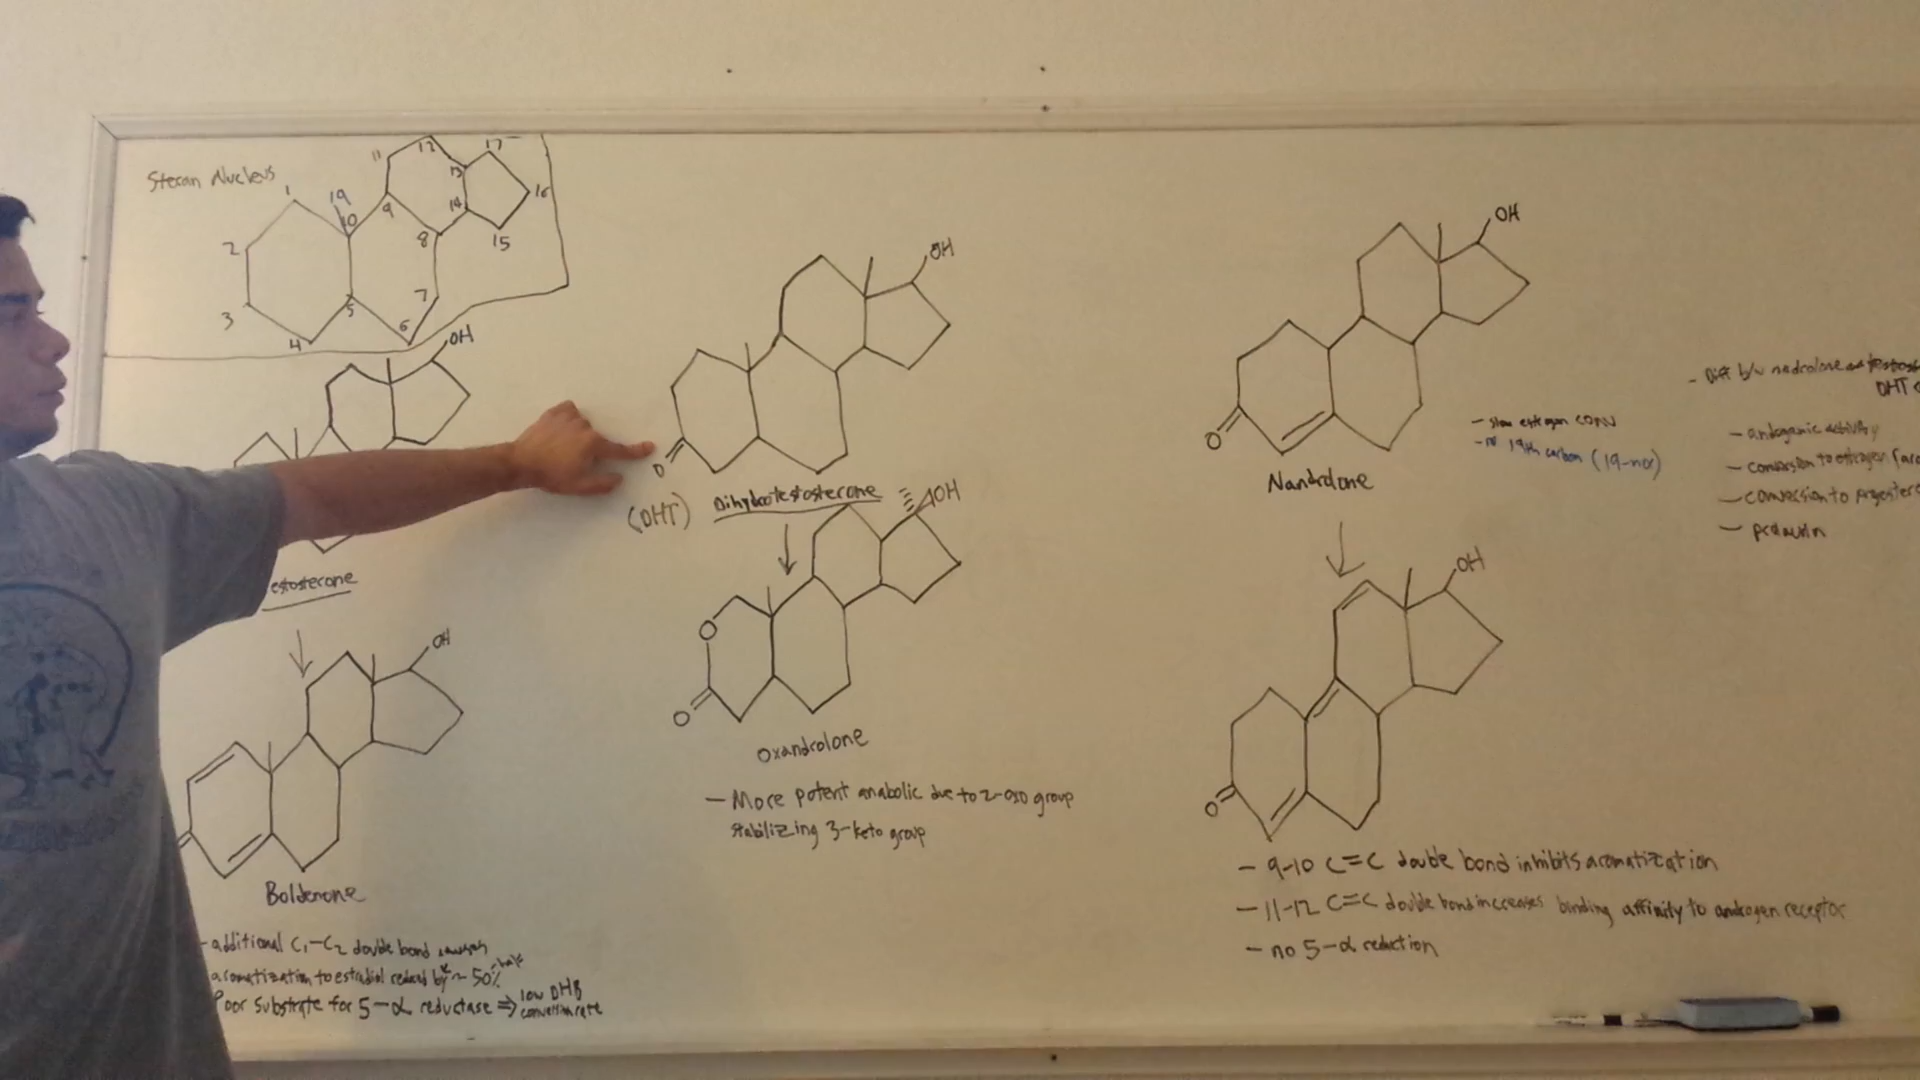 Steran Nucleus
1
2
3
4
5
6
7
8
9
10
11
12
13
14
15
16
17
19
OH
estosterone
OH
Boldenone
- additional C1-C2 double bond
aromatization to estradiol reduced by ~ 50%
Poor substrate for 5-α reductase ⇒ low DHB
conversion rate
OH
O
(DHT) Dihydrotestosterone
OH
O
O
Oxandrolone
- More potent anabolic due to 2-oxo group
stabilizing 3-keto group
OH
O
Nandrolone
- slow estrogen conv
- no 19th carbon (19-nor)
OH
O
- 9-10 C=C double bond inhibits aromatization
- 11-12 C=C double bond increases binding affinity to androgen receptor
- no 5-α reduction
- Diff b/w nadrolone
DHT
- androgenic activity
- conversion to estrogen (aro
- conversion to progester
- prolactin